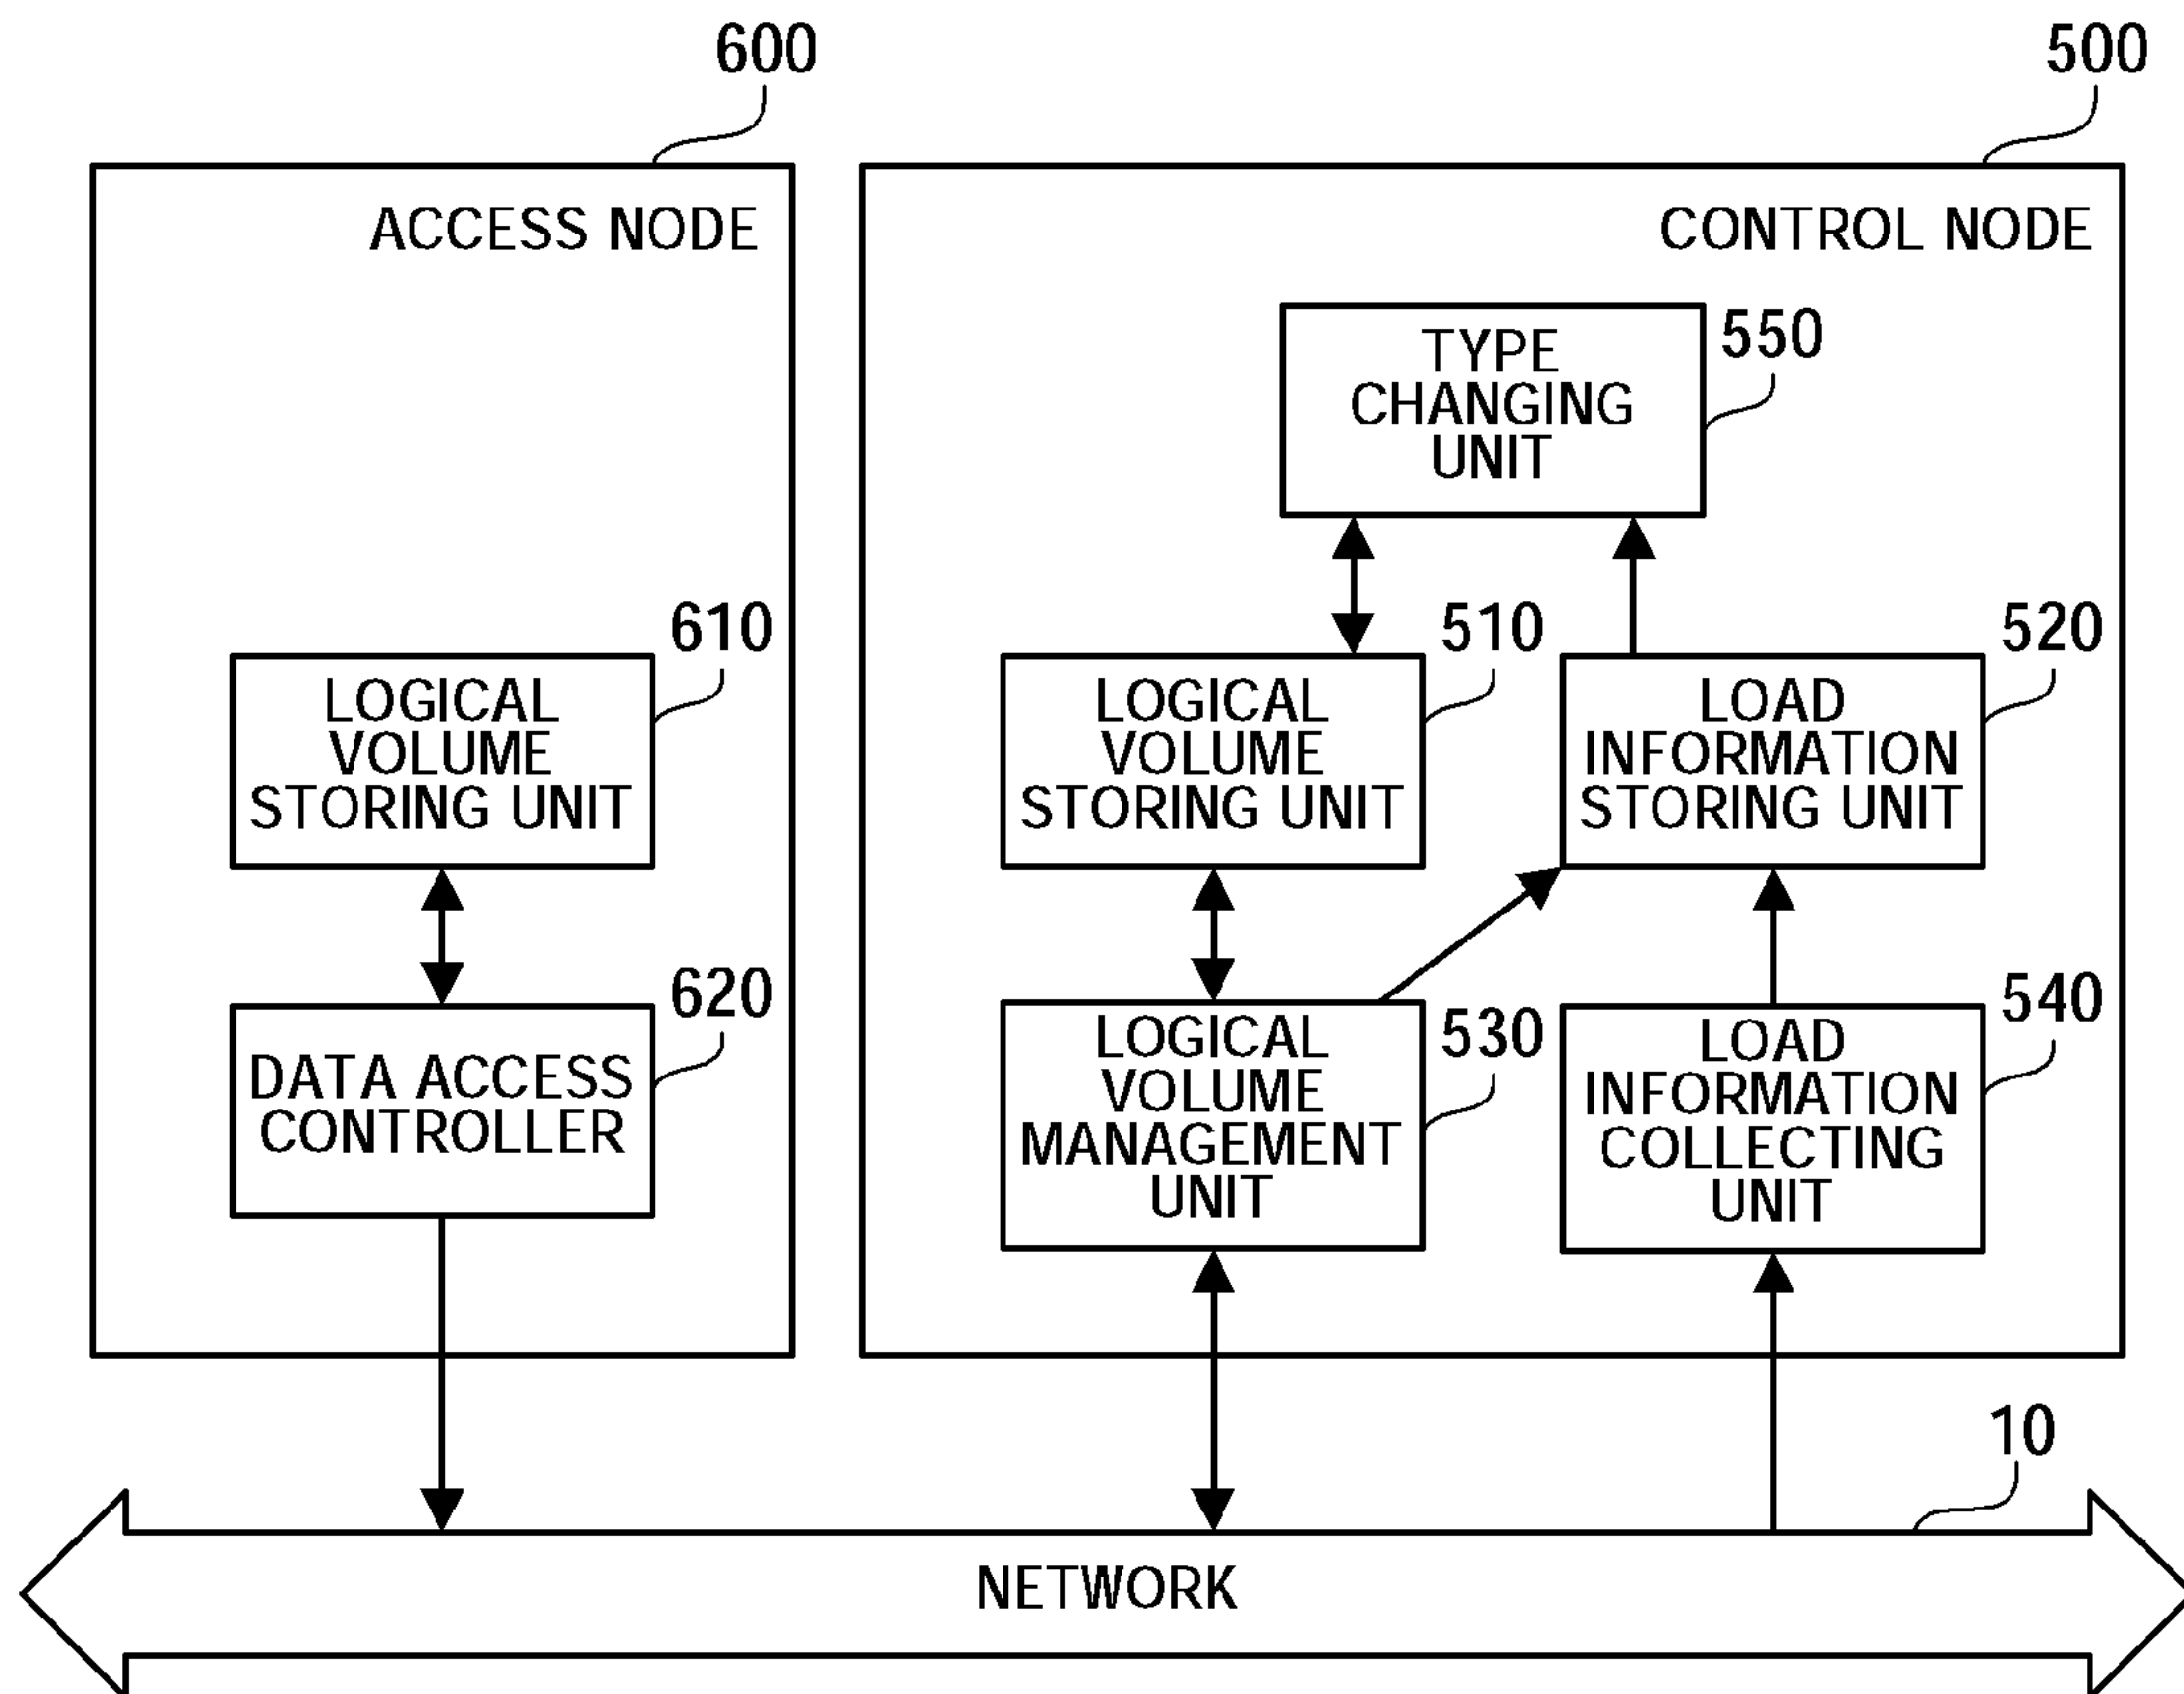 600
500
ACCESS NODE
CONTROL NODE
TYPE
CHANGING
UNIT
550
610
510
520
LOGICAL
VOLUME
STORING UNIT
LOGICAL
VOLUME
STORING UNIT
LOAD
INFORMATION
STORING UNIT
620
530
540
DATA ACCESS
CONTROLLER
LOGICAL
VOLUME
MANAGEMENT
UNIT
LOAD
INFORMATION
COLLECTING
UNIT
10
NETWORK